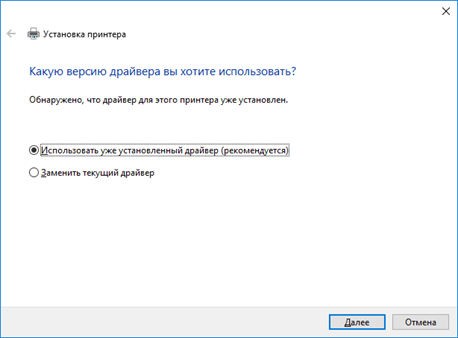 Установка принтера
Какую версию драйвера вы хотите использовать?
Обнаружено, что драйвер для этого принтера уже установлен.
Использовать уже установленный драйвер (рекомендуется)
Заменить текущий драйвер
Далее
Отмена